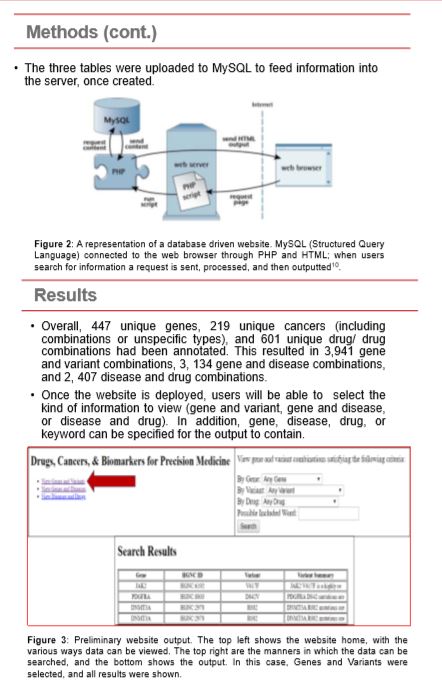 Methods (cont.)
• The three tables were uploaded to MySQL to feed information into
the server, once created.
Internet
MySQL
request
content
send
content
send HTML
output
web server
web browser
PHP
PHP
script
run
script
request
page
Figure 2: A representation of a database driven website. MySQL (Structured Query
Language) connected to the web browser through PHP and HTML; when users
search for information a request is sent, processed, and then outputted¹⁰.
Results
• Overall, 447 unique genes, 219 unique cancers (including
combinations or unspecific types), and 601 unique drug/ drug
combinations had been annotated. This resulted in 3,941 gene
and variant combinations, 3, 134 gene and disease combinations,
and 2, 407 disease and drug combinations.
• Once the website is deployed, users will be able to select the
kind of information to view (gene and variant, gene and disease,
or disease and drug). In addition, gene, disease, drug, or
keyword can be specified for the output to contain.
Drugs, Cancers, & Biomarkers for Precision Medicine
• View Genes and Variants
• View Genes and Diseases
• View Diseases and Drugs
View gene and variant combinations satisfying the following criteria:
By Gene: Any Gene
By Variant: Any Variant
By Drug: Any Drug
Possible Included Word:
Search
Search Results
Gene HGNC ID Variant Variant Summary
JAK2 HGNC V617F JAK2 V617F is a highly
PDGFRA HGNC D842V PDGFRA D842
DNMT3A HGNC R882 DNMT3A R882 mutations are
DNMT3A HGNC R882 DNMT3A R882 mutations are
Figure 3: Preliminary website output. The top left shows the website home, with the
various ways data can be viewed. The top right are the manners in which the data can be
searched, and the bottom shows the output. In this case, Genes and Variants were
selected, and all results were shown.